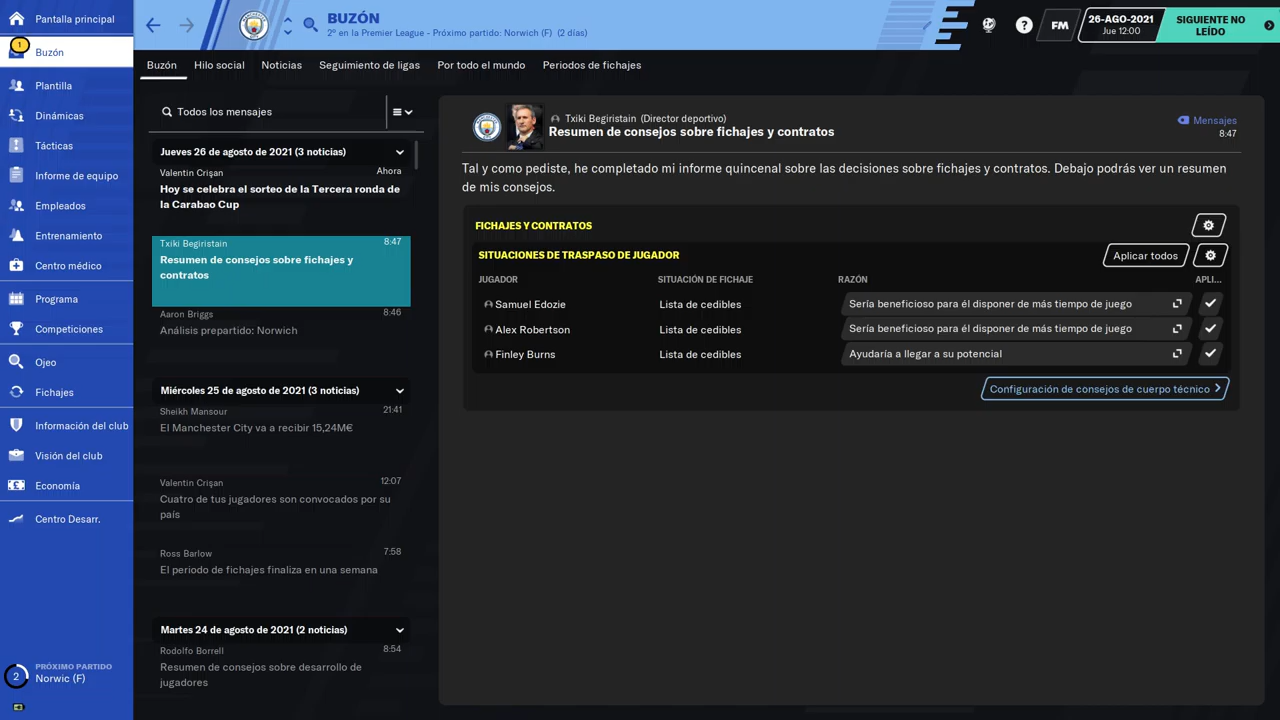 Pantalla principal
1
Buzón
Plantilla
Dinámicas
Tácticas
Informe de equipo
Empleados
Entrenamiento
Centro médico
Programa
Competiciones
Ojeo
Fichajes
Información del club
Visión del club
Economía
Centro Desarr.
PRÓXIMO PARTIDO
2
Norwic (F)
BUZÓN
2º en la Premier League - Próximo partido: Norwich (F) (2 días)
?
FM
26-AGO-2021
Jue 12:00
SIGUIENTE NO LEÍDO
Buzón
Hilo social
Noticias
Seguimiento de ligas
Por todo el mundo
Periodos de fichajes
Todos los mensajes
Jueves 26 de agosto de 2021 (3 noticias)
Valentin Crişan
Ahora
Hoy se celebra el sorteo de la Tercera ronda de
la Carabao Cup
Txiki Begiristain
8:47
Resumen de consejos sobre fichajes y
contratos
Aaron Briggs
8:46
Análisis prepartido: Norwich
Miércoles 25 de agosto de 2021 (3 noticias)
Sheikh Mansour
21:41
El Manchester City va a recibir 15,24M€
Valentin Crişan
12:07
Cuatro de tus jugadores son convocados por su
país
Ross Barlow
7:58
El periodo de fichajes finaliza en una semana
Martes 24 de agosto de 2021 (2 noticias)
Rodolfo Borrell
8:54
Resumen de consejos sobre desarrollo de
jugadores
Txiki Begiristain (Director deportivo)
Resumen de consejos sobre fichajes y contratos
Mensajes
8:47
Tal y como pediste, he completado mi informe quincenal sobre las decisiones sobre fichajes y contratos. Debajo podrás ver un resumen
de mis consejos.
FICHAJES Y CONTRATOS
SITUACIONES DE TRASPASO DE JUGADOR
Aplicar todos
JUGADOR SITUACIÓN DE FICHAJE RAZÓN APLI...
Samuel Edozie Lista de cedibles Sería beneficioso para él disponer de más tiempo de juego
Alex Robertson Lista de cedibles Sería beneficioso para él disponer de más tiempo de juego
Finley Burns Lista de cedibles Ayudaría a llegar a su potencial
Configuración de consejos de cuerpo técnico